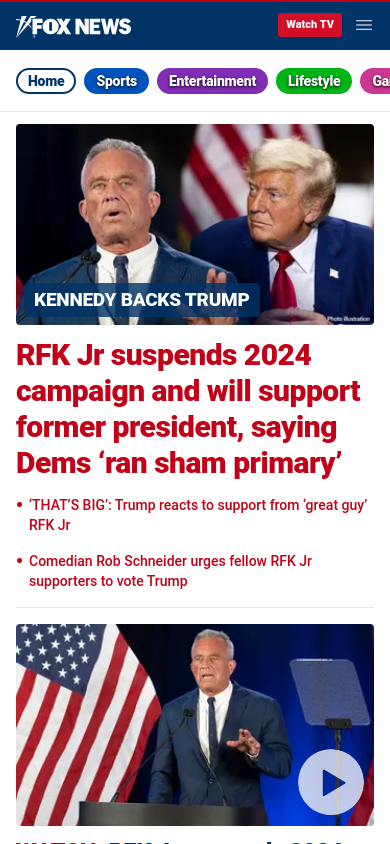 FOX NEWS
Watch TV
Home
Sports
Entertainment
Lifestyle
KENNEDY BACKS TRUMP
Photo Illustration
RFK Jr suspends 2024
campaign and will support
former president, saying
Dems ‘ran sham primary’
• ‘THAT’S BIG’: Trump reacts to support from ‘great guy’
RFK Jr
• Comedian Rob Schneider urges fellow RFK Jr
supporters to vote Trump